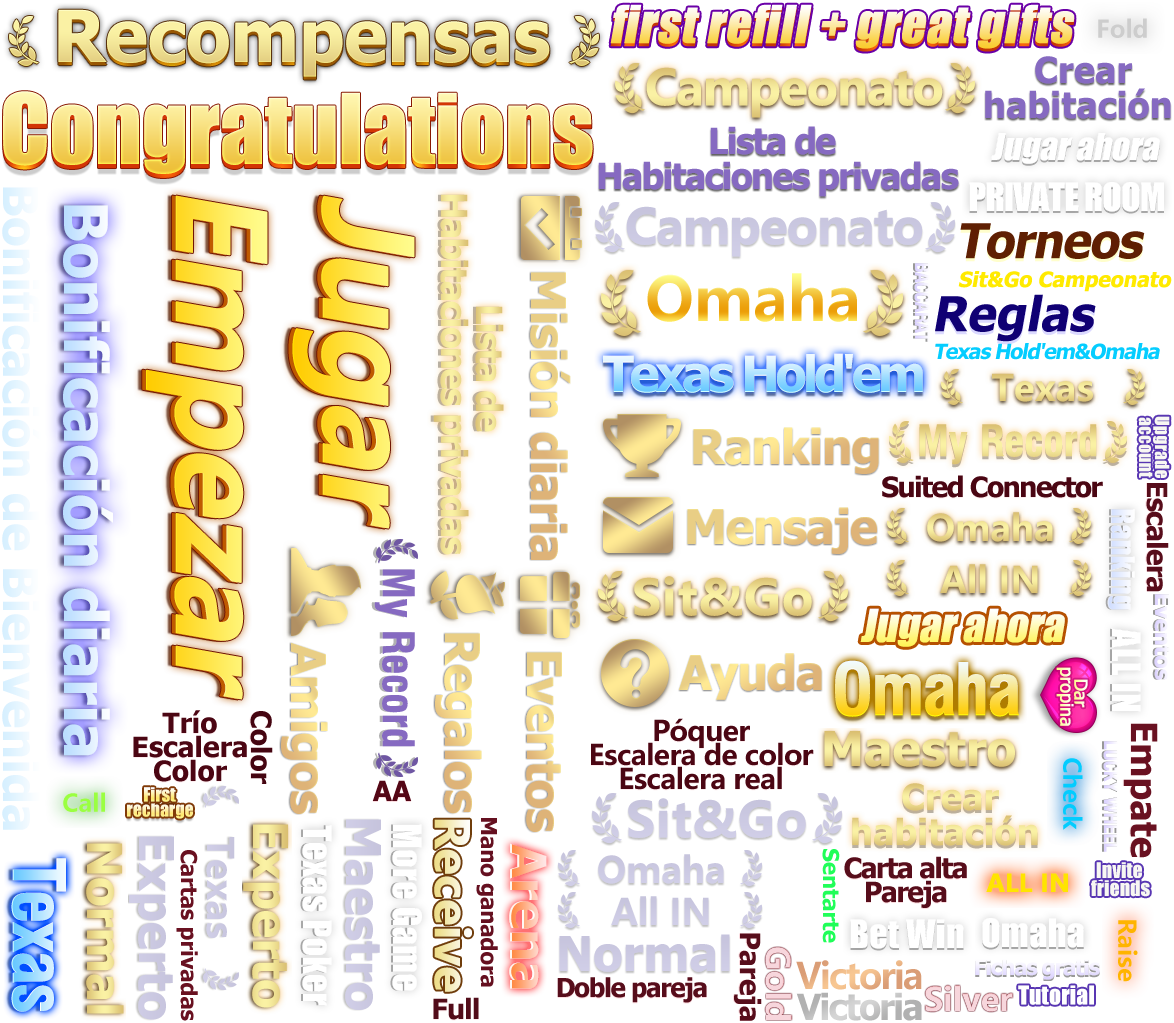 Recompensas
first refill + great gifts
Fold
Campeonato
Crear
habitación
Congratulations
Lista de
Habitaciones privadas
Jugar ahora
PRIVATE ROOM
Campeonato
Torneos
Sit&Go Campeonato
Omaha
BACCARAT
Reglas
Texas Hold'em&Omaha
Texas Hold'em
Texas
Bonificación de Bienvenida
Bonificación diaria
Empezar
Jugar
Lista de
Habitaciones privadas
Misión diaria
Ranking
My Record
Upgrade
account
Suited Connector
Escalera
Mensaje
Omaha
Ranking
Sit&Go
All IN
Eventos
Jugar ahora
ALL IN
Ayuda
Omaha
Dar
propina
Amigos
My Record
Regalos
Eventos
Trío
Escalera
Color
Color
AA
Póquer
Escalera de color
Escalera real
Maestro
Check
LUCKY WHEEL
Empate
Call
First
recharge
Sit&Go
Crear
habitación
Texas
Normal
Experto
Cartas privadas
Texas
Experto
Texas Poker
Maestro
More Game
Receive
Mano ganadora
Full
Arena
Omaha
All IN
Normal
Doble pareja
Pareja
Sentarte
Carta alta
Pareja
ALL IN
Invite
friends
Bet Win
Omaha
Raise
Gold
Victoria
Victoria
Silver
Fichas gratis
Tutorial